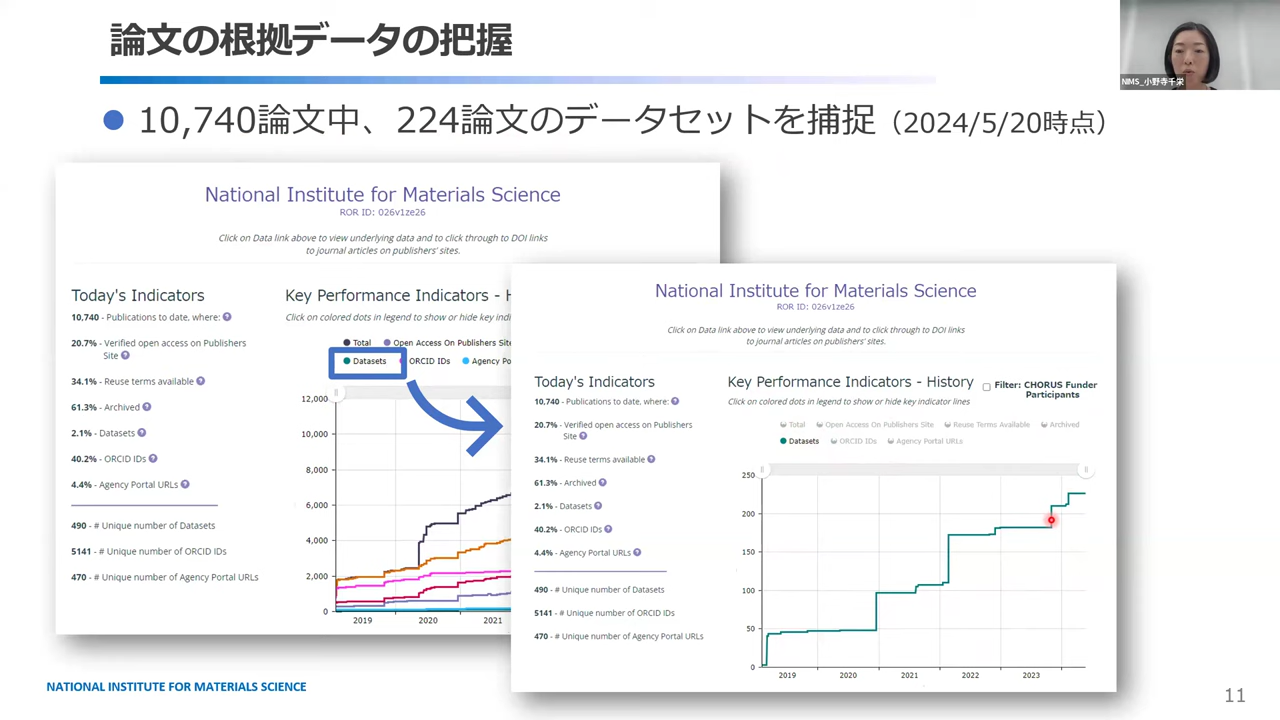 論文の根拠データの把握
NIMS_小野寺千栄
10,740論文中、224論文のデータセットを捕捉（2024/5/20時点）
National Institute for Materials Science
ROR ID: 026v1ze26
Click on Data link above to view underlying data and to click through to DOI links
to journal articles on publishers' sites.
Today's Indicators
10,740 - Publications to date, where:
20.7% - Verified open access on Publishers
Site
34.1% - Reuse terms available
61.3% - Archived
2.1% - Datasets
40.2% - ORCID IDs
4.4% - Agency Portal URLs
490 - # Unique number of Datasets
5141 - # Unique number of ORCID IDs
470 - # Unique number of Agency Portal URLs
Key Performance Indicators - H
Click on colored dots in legend to show or hide key indi
Total Open Access On Publishers Site
Datasets ORCID IDs Agency Po
12,000
10,000
8,000
6,000
4,000
2,000
0
2019 2020 2021
National Institute for Materials Science
ROR ID: 026v1ze26
Click on Data link above to view underlying data and to click through to DOI links
to journal articles on publishers' sites.
Today's Indicators
10,740 - Publications to date, where:
20.7% - Verified open access on Publishers
Site
34.1% - Reuse terms available
61.3% - Archived
2.1% - Datasets
40.2% - ORCID IDs
4.4% - Agency Portal URLs
490 - # Unique number of Datasets
5141 - # Unique number of ORCID IDs
470 - # Unique number of Agency Portal URLs
Key Performance Indicators - History
Filter: CHORUS Funder
Participants
Click on colored dots in legend to show or hide key indicator lines
Total Open Access On Publishers Site Reuse Terms Available Archived
Datasets ORCID IDs Agency Portal URLs
250
200
150
100
50
0
2019 2020 2021 2022 2023
NATIONAL INSTITUTE FOR MATERIALS SCIENCE
11